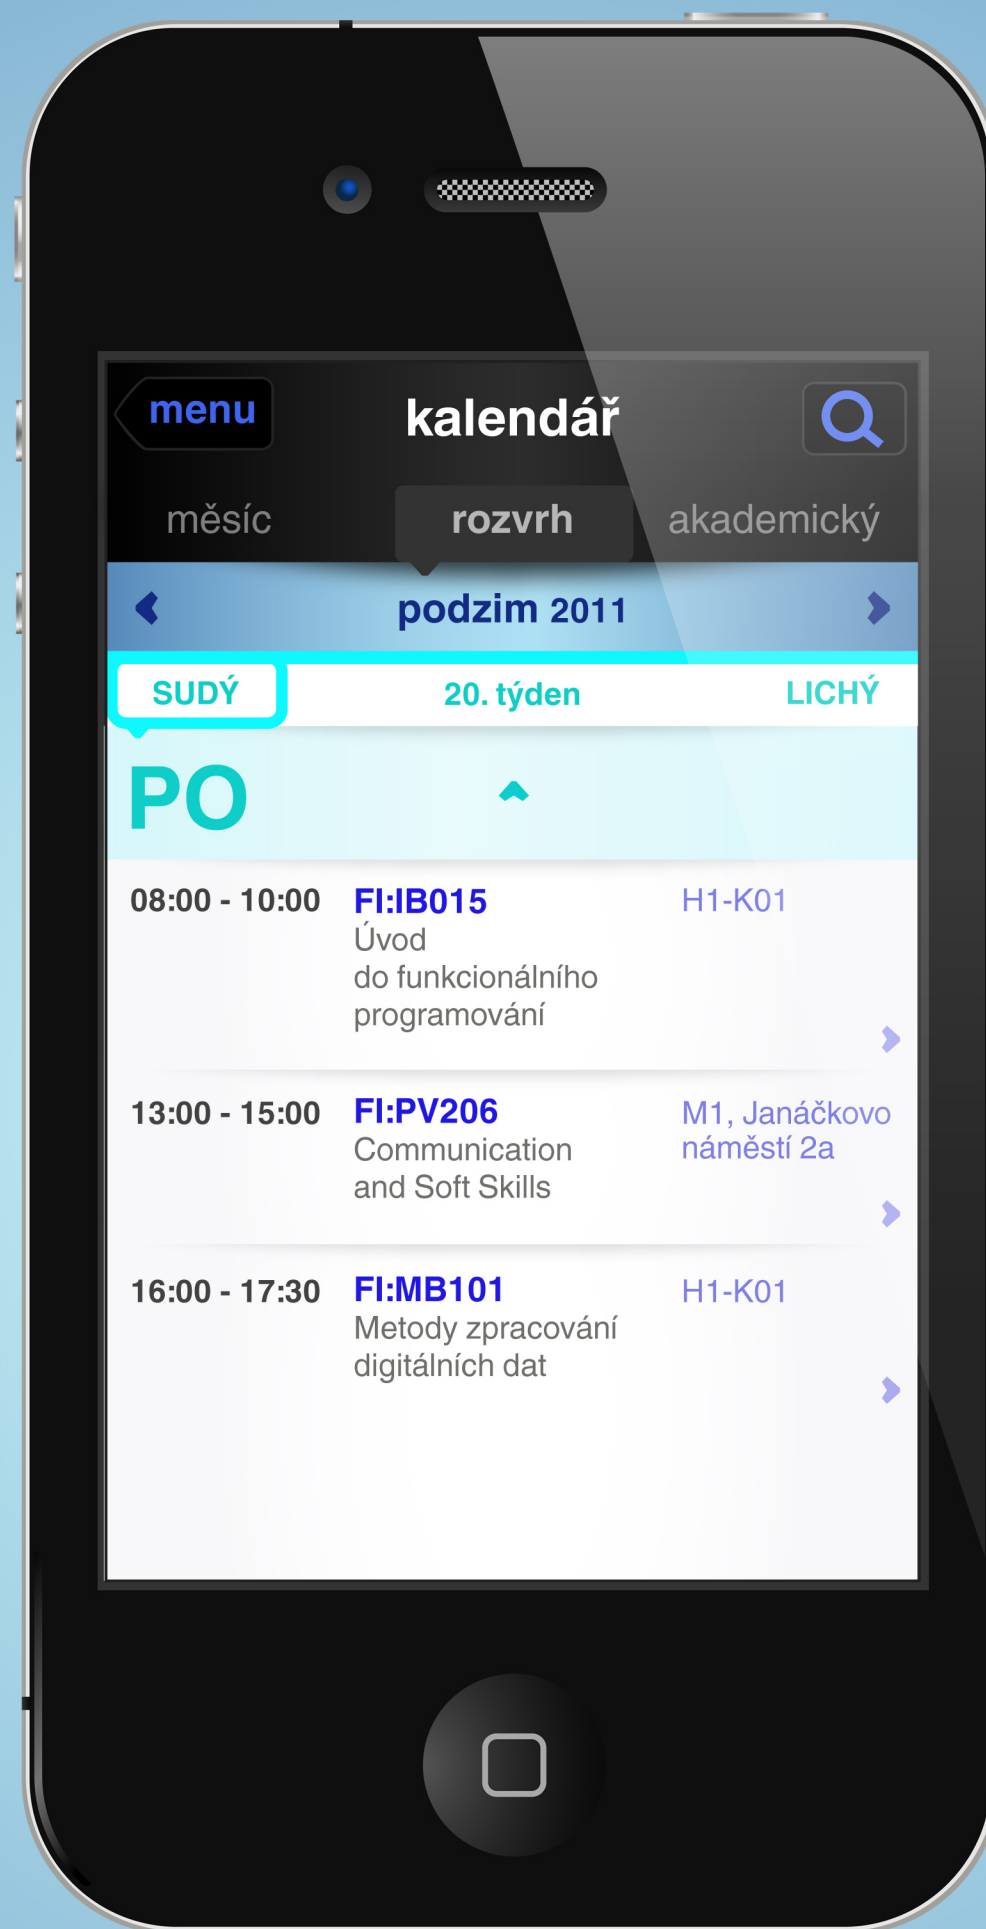 menu
kalendář
měsíc
rozvrh
akademický
podzim 2011
SUDÝ
20. týden
LICHÝ
PO
08:00 - 10:00
FI:IB015
H1-K01
Úvod
do funkcionálního
programování
13:00 - 15:00
FI:PV206
M1, Janáčkovo
náměstí 2a
Communication
and Soft Skills
16:00 - 17:30
FI:MB101
H1-K01
Metody zpracování
digitálních dat